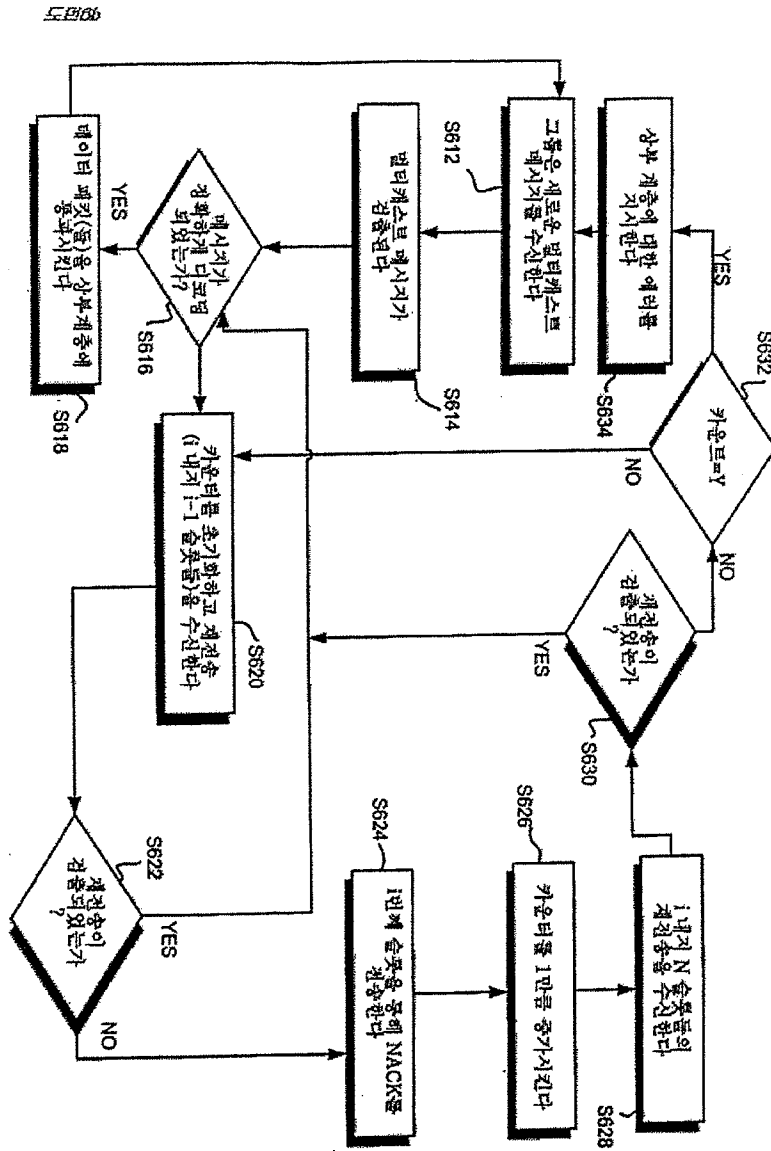 도면6b
그룹은 새로운 멀티캐스트
메시지를 수신한다
S612
멀티캐스트 메시지가
검출된다
S614
메시지가
정확하게 디코딩
되었는가?
S616
YES
데이터 패킷(들)을 상부계층에
통과시킨다
S618
카운터를 초기화하고 재전송
(i 내지 i-1 슬롯들)을 수신한다
S620
재전송이
검출되었는가
?
S622
YES
NO
i번째 슬롯을 통해 NACK를
전송한다
S624
카운터를 1만큼 증가시킨다
S626
i 내지 N 슬롯들의
재전송을 수신한다
S628
재전송이
검출되었는가
?
S630
YES
NO
카운트=Y
S632
NO
YES
상부 계층에 대한 에러를
지시한다
S634